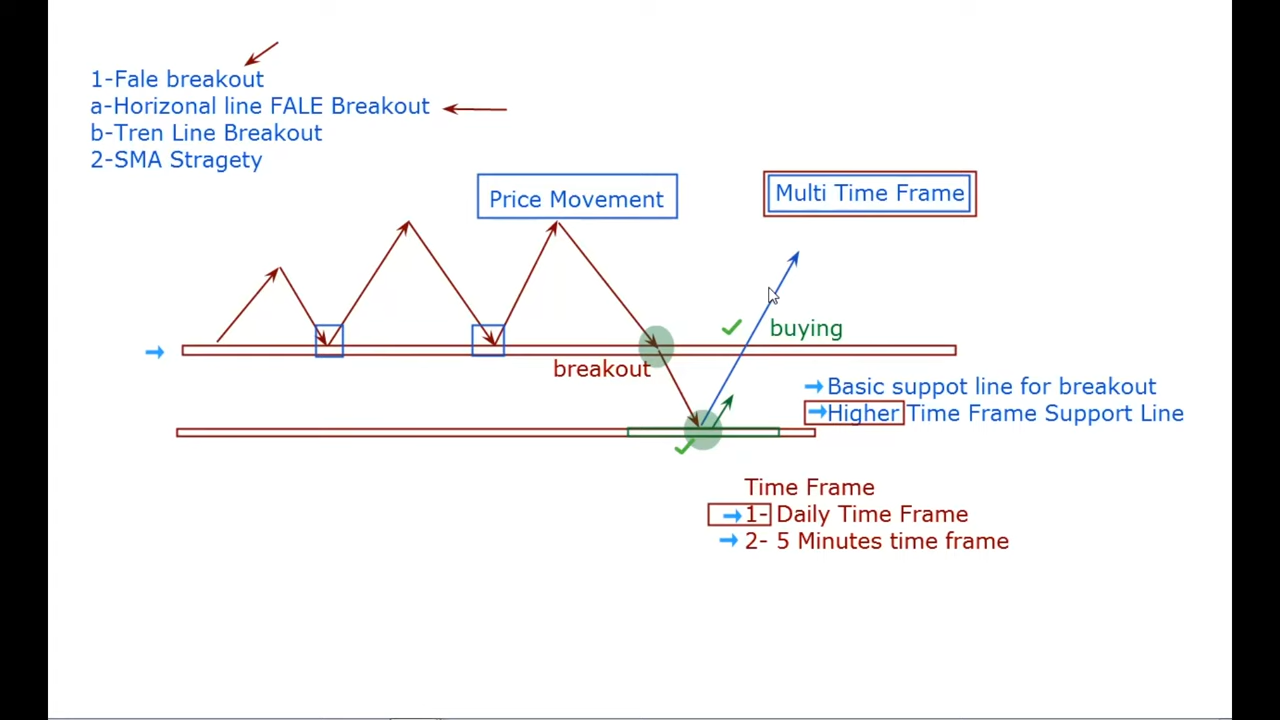 1-Fale breakout
a-Horizonal line FALE Breakout
b-Tren Line Breakout
2-SMA Stragety
Price Movement
Multi Time Frame
buying
breakout
Basic suppot line for breakout
Higher Time Frame Support Line
Time Frame
1- Daily Time Frame
2- 5 Minutes time frame